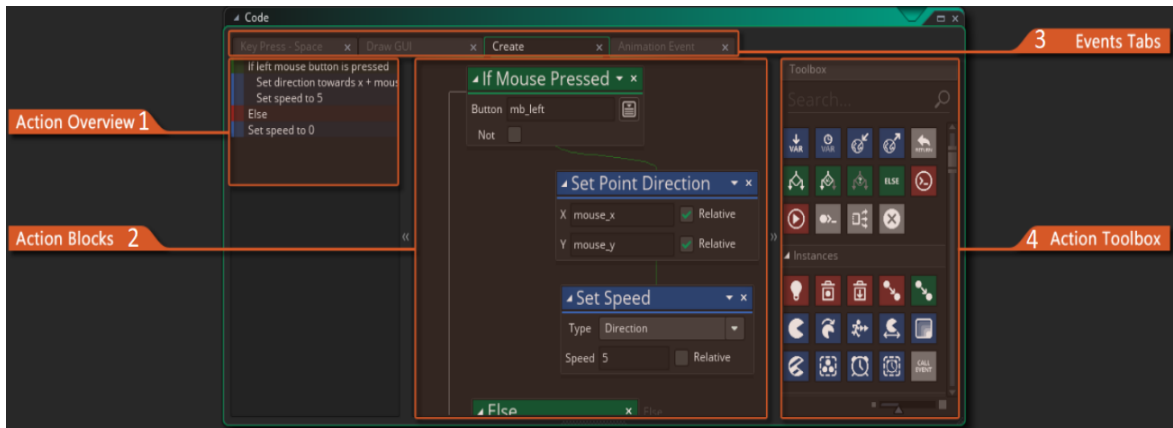 Code
Key Press - Space x Draw GUI x Create x Animation Event x
3 Events Tabs
If left mouse button is pressed
Set direction towards x + mous
Set speed to 5
Else
Set speed to 0
Action Overview 1
Action Blocks 2
If Mouse Pressed
Button mb_left
Not
Set Point Direction
X mouse_x Relative
Y mouse_y Relative
Set Speed
Type Direction
Speed 5 Relative
Else
Else
Toolbox
Search...
VAR VAR RETURN
ELSE
Instances
CALL EVENT
4 Action Toolbox